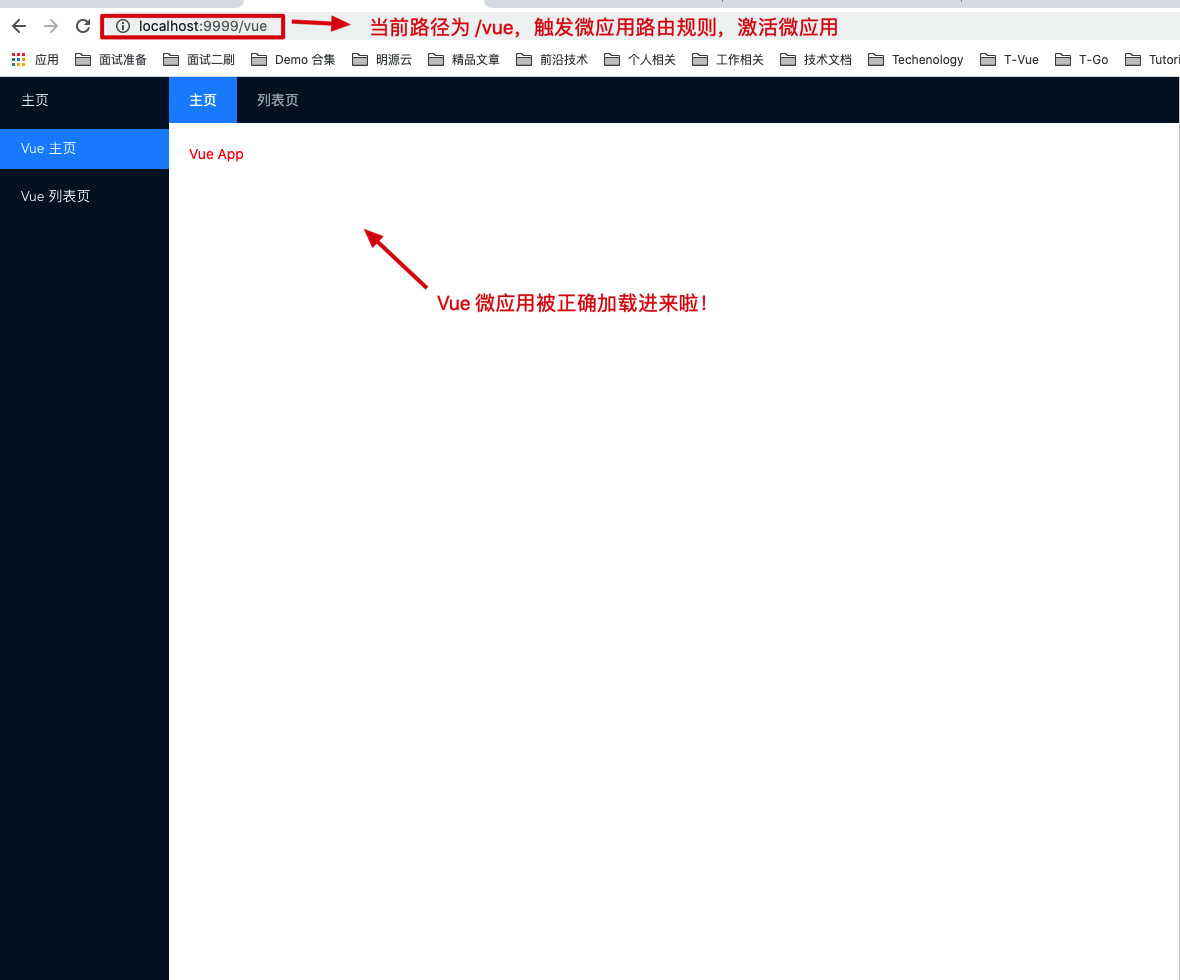 localhost:9999/vue
当前路径为 /vue，触发微应用路由规则，激活微应用
应用 面试准备 面试二刷 Demo 合集 明源云 精品文章 前沿技术 个人相关 工作相关 技术文档 Techenology T-Vue T-Go Tutori
主页
Vue 主页
Vue 列表页
主页 列表页
Vue App
Vue 微应用被正确加载进来啦！